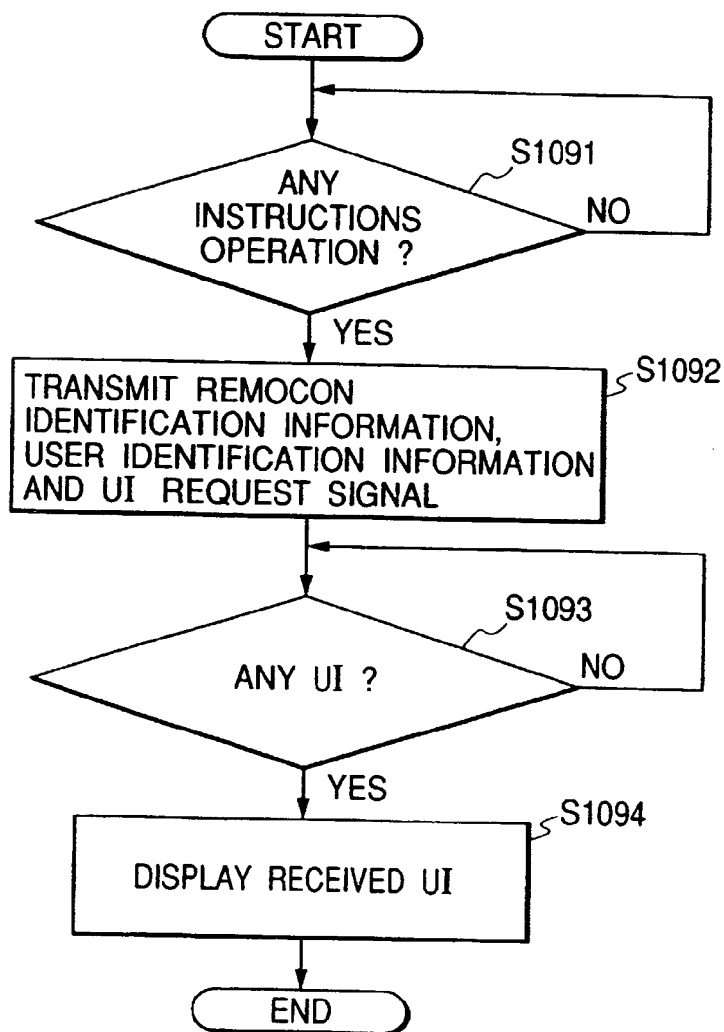 START
S1091
ANY
INSTRUCTIONS
OPERATION ?
NO
YES
S1092
TRANSMIT REMOCON
IDENTIFICATION INFORMATION,
USER IDENTIFICATION INFORMATION
AND UI REQUEST SIGNAL
S1093
ANY UI ?
NO
YES
S1094
DISPLAY RECEIVED UI
END